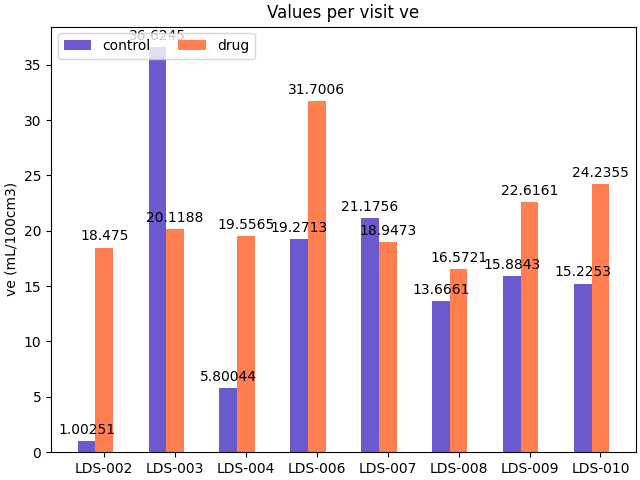 Values per visit ve
36.6245
control
drug
35
30
25
20
15
10
5
0
ve (mL/100cm3)
1.00251
18.475
20.1188
5.80044
19.5565
19.2713
31.7006
21.1756
18.9473
13.6661
16.5721
15.8843
22.6161
15.2253
24.2355
LDS-002
LDS-003
LDS-004
LDS-006
LDS-007
LDS-008
LDS-009
LDS-010